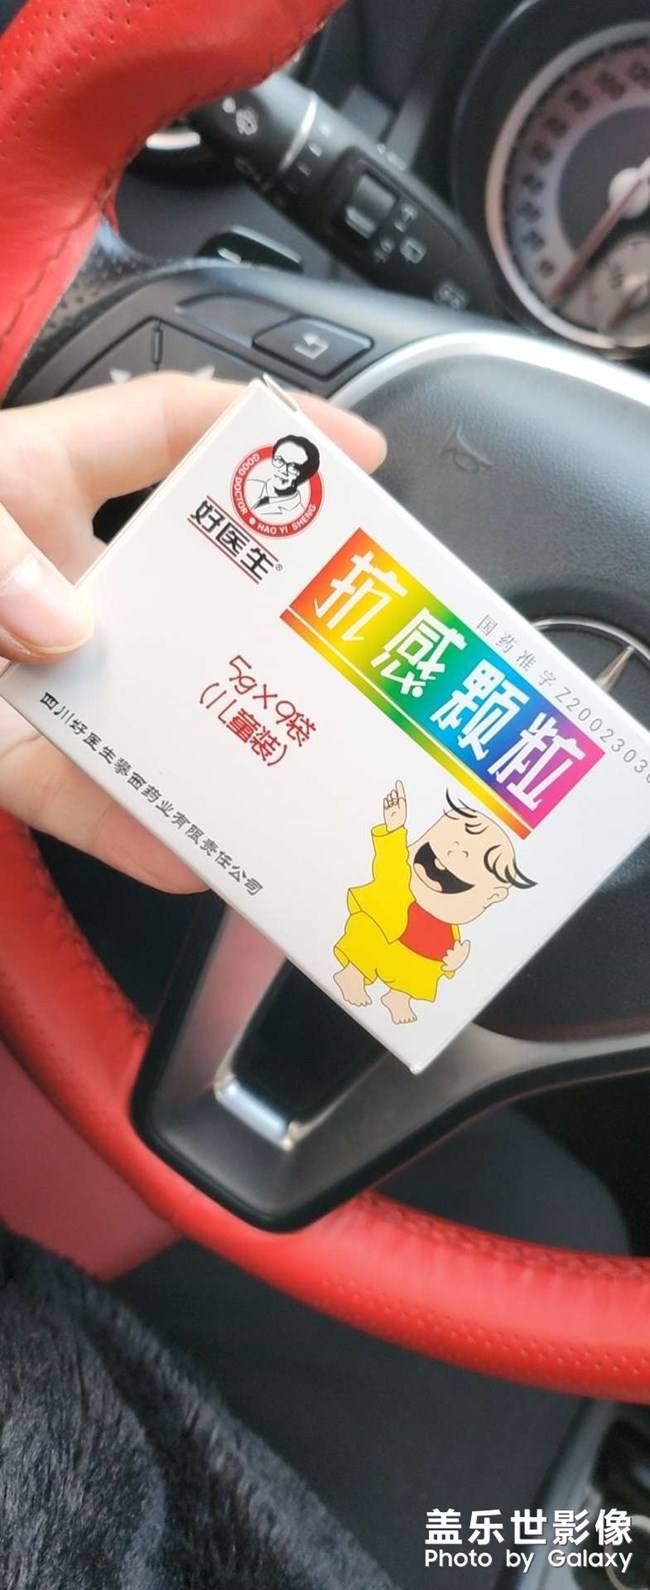 GOOD DOCTOR
HAO YI SHENG
好医生®
国药准字Z2002303
抗感颗粒
5g×6袋
(儿童装)
四川好医生攀西药业有限责任公司
盖乐世影像
Photo by Galaxy